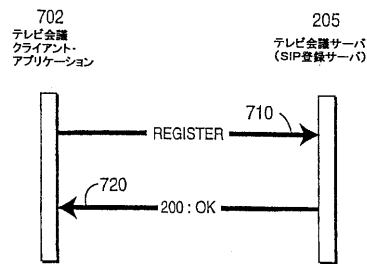 702
テレビ会議
クライアント・
アプリケーション
205
テレビ会議サーバ
(SIP登録サーバ)
REGISTER
710
720
200 : OK